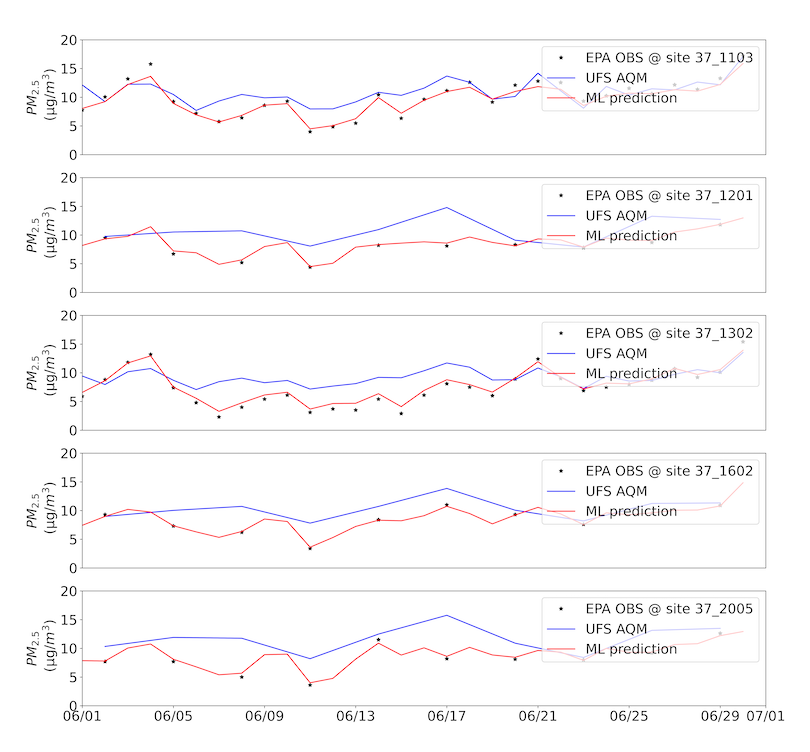 20
15
10
5
0
PM2.5
(μg/m³)
EPA OBS @ site 37_1103
UFS AQM
ML prediction
20
15
10
5
0
PM2.5
(μg/m³)
EPA OBS @ site 37_1201
UFS AQM
ML prediction
20
15
10
5
0
PM2.5
(μg/m³)
EPA OBS @ site 37_1302
UFS AQM
ML prediction
20
15
10
5
0
PM2.5
(μg/m³)
EPA OBS @ site 37_1602
UFS AQM
ML prediction
20
15
10
5
0
PM2.5
(μg/m³)
EPA OBS @ site 37_2005
UFS AQM
ML prediction
06/01 06/05 06/09 06/13 06/17 06/21 06/25 06/29 07/01